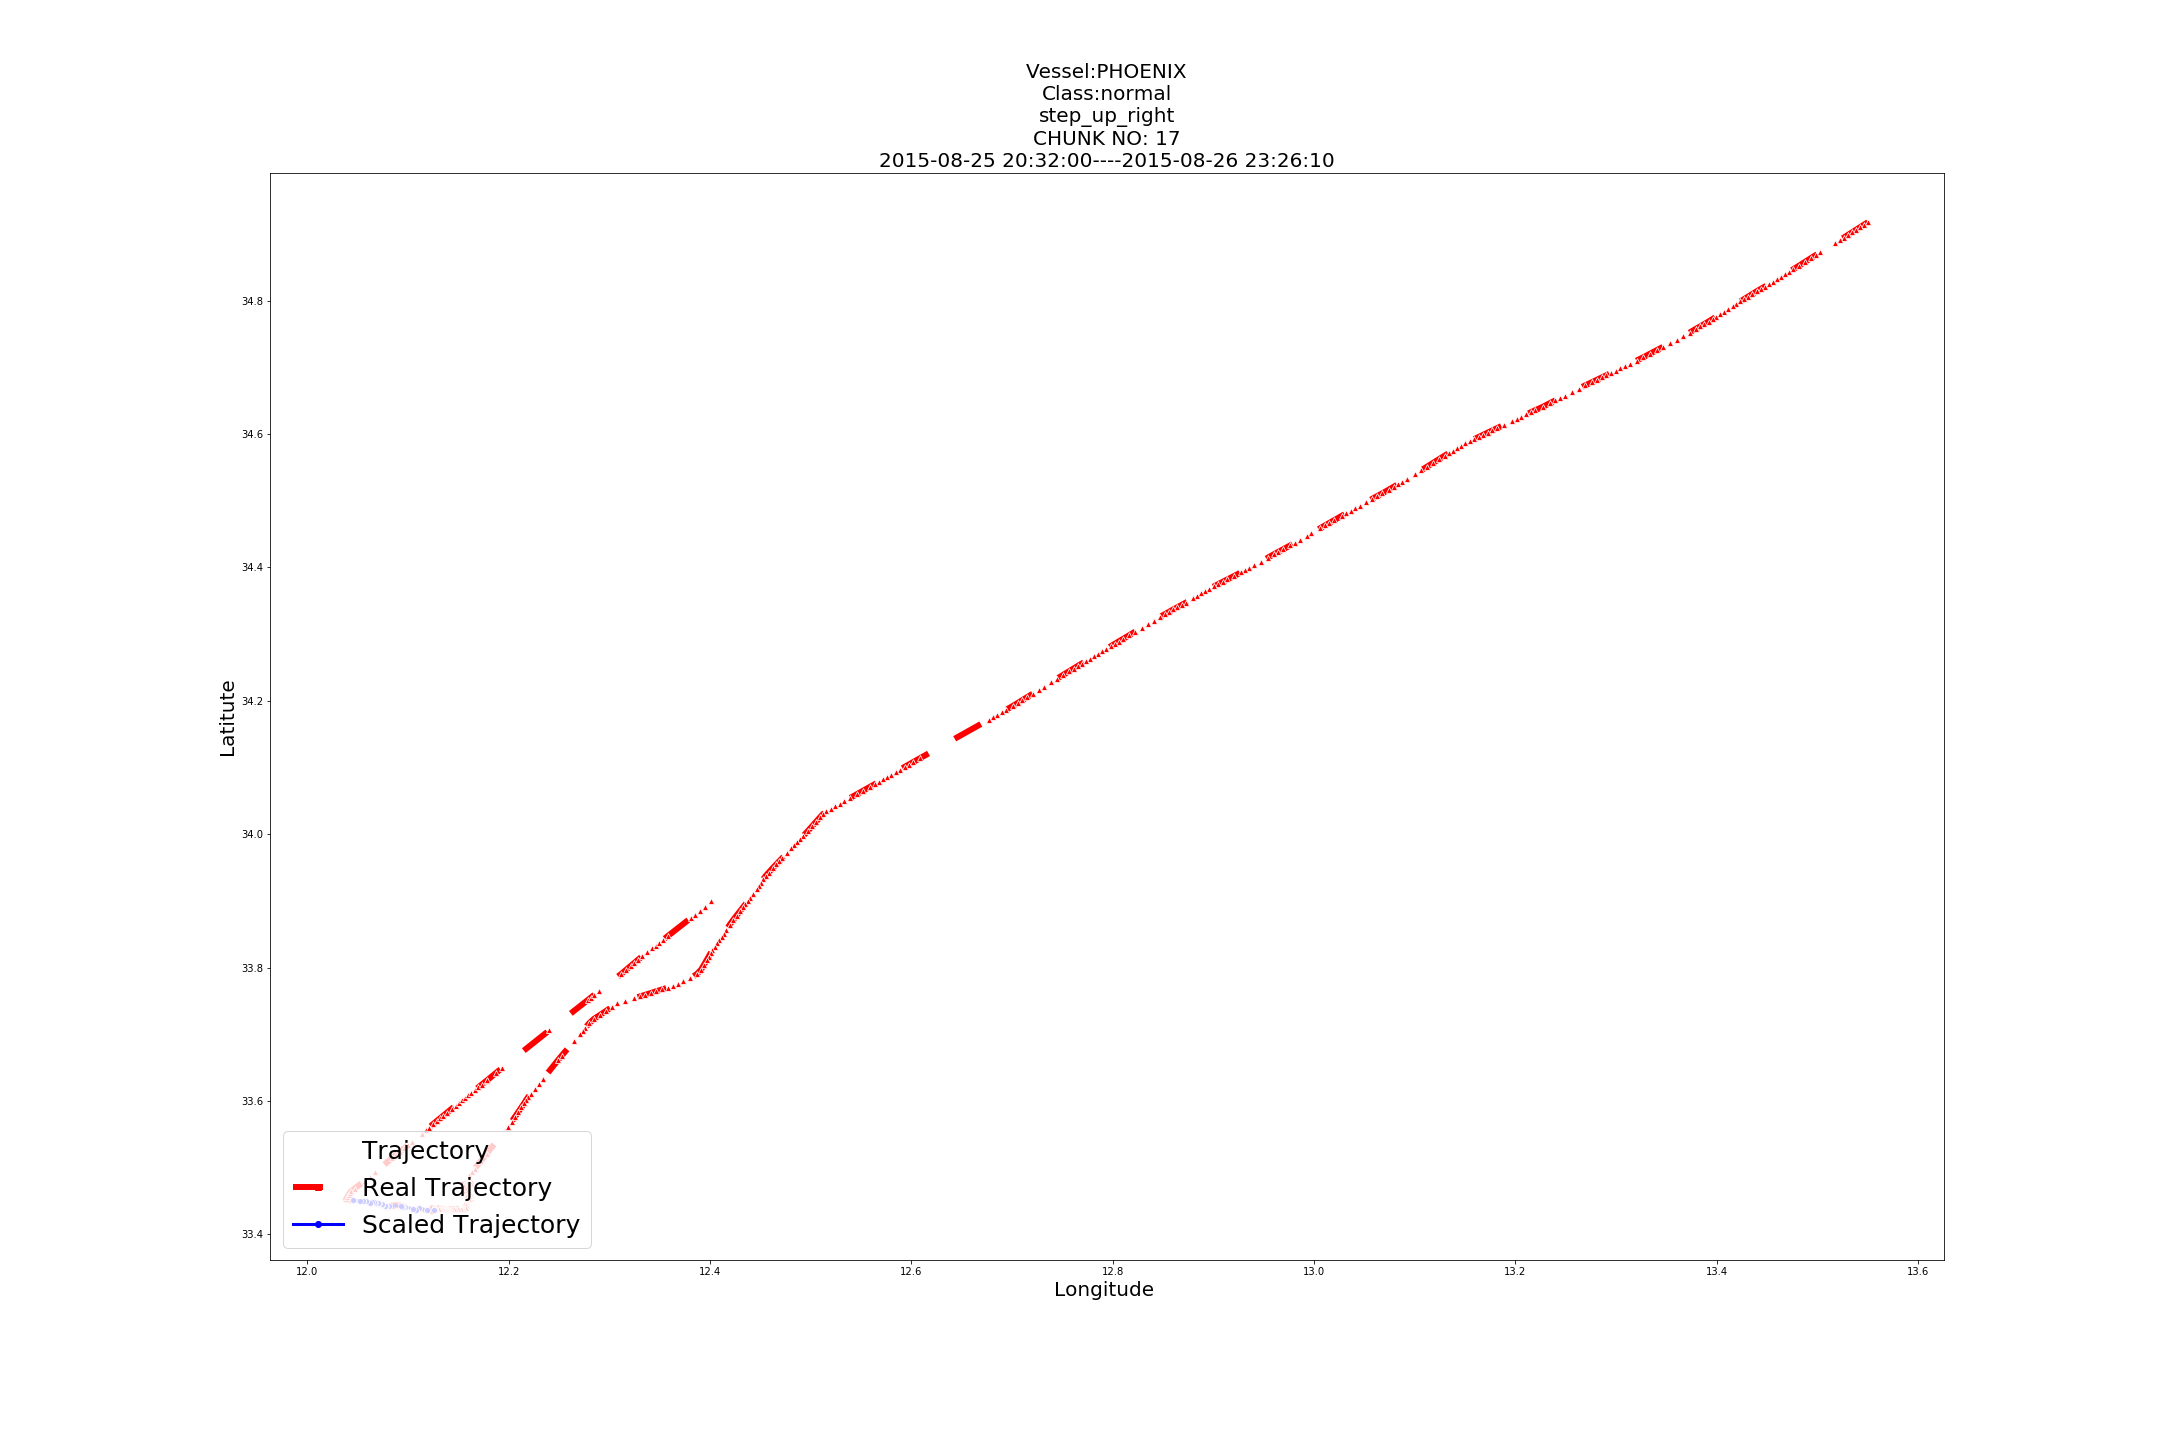 Vessel:PHOENIX
Class:normal
step_up_right
CHUNK NO: 17
2015-08-25 20:32:00----2015-08-26 23:26:10
34.8
34.6
34.4
34.2
34.0
33.8
33.6
33.4
Latitute
Trajectory
Real Trajectory
Scaled Trajectory
12.0 12.2 12.4 12.6 12.8 13.0 13.2 13.4 13.6
Longitude